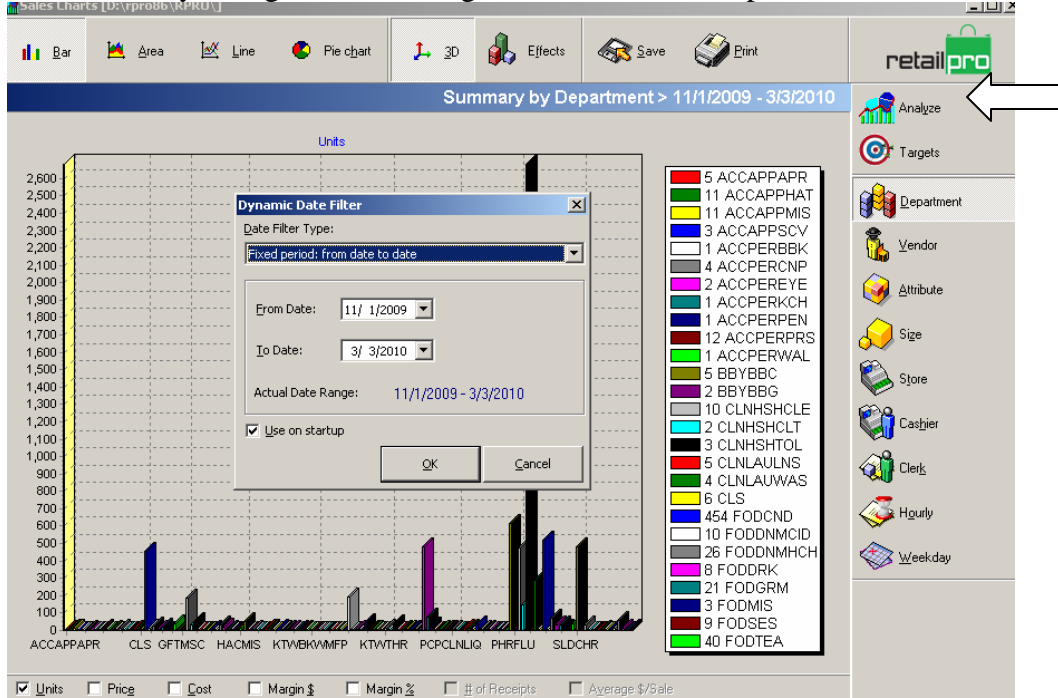 Sales Charts [D:\rpro8b\RPRO\]
Bar Area Line Pie chart 3D Effects Save Print
retailpro
Summary by Department > 11/1/2009 - 3/3/2010
Analyze
Targets
Department
Vendor
Attribute
Size
Store
Cashier
Clerk
Hourly
Weekday
Units
2,600
2,500
2,400
2,300
2,200
2,100
2,000
1,900
1,800
1,700
1,600
1,500
1,400
1,300
1,200
1,100
1,000
900
800
700
600
500
400
300
200
100
0
ACCAPPAPR CLS GFTMSC HACMIS KTWBKWMFP KTWTHR PCPCLNLIQ PHRFLU SLDCHR
Dynamic Date Filter
Date Filter Type:
Fixed period: from date to date
From Date: 11/ 1/2009
To Date: 3/ 3/2010
Actual Date Range: 11/1/2009 - 3/3/2010
Use on startup
OK Cancel
5 ACCAPPAPR
11 ACCAPPHAT
11 ACCAPPMIS
3 ACCAPPSCV
1 ACCPERBBK
4 ACCPERCNP
2 ACCPEREYE
1 ACCPERKCH
1 ACCPERPEN
12 ACCPERPRS
1 ACCPERWAL
5 BBYBBC
2 BBYBBG
10 CLNHSHCLE
2 CLNHSHCLT
3 CLNHSHTOL
5 CLNLAULNS
4 CLNLAUWAS
6 CLS
454 FODCND
10 FODDNMCID
26 FODDNMHCH
8 FODDRK
21 FODGRM
3 FODMIS
9 FODSES
40 FODTEA
Units Price Cost Margin $ Margin % # of Receipts Average $/Sale